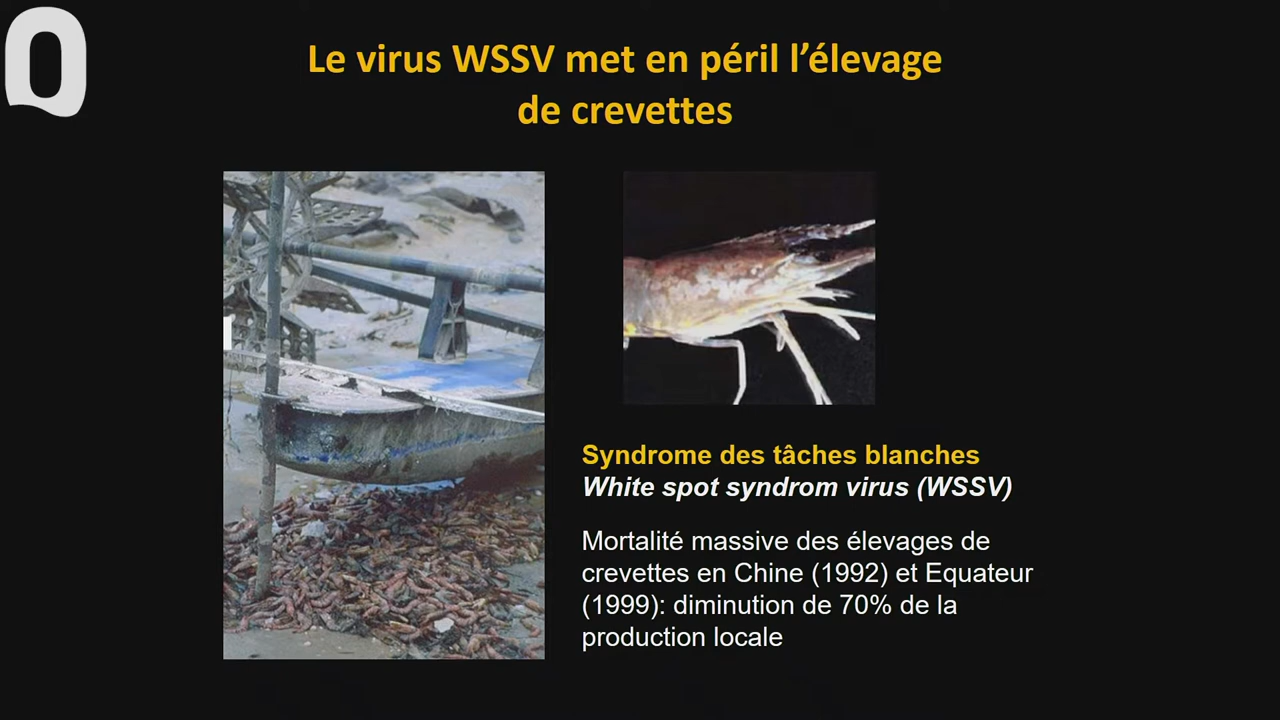 Q
Le virus WSSV met en péril l’élevage
de crevettes
Syndrome des tâches blanches
White spot syndrom virus (WSSV)
Mortalité massive des élevages de
crevettes en Chine (1992) et Equateur
(1999): diminution de 70% de la
production locale